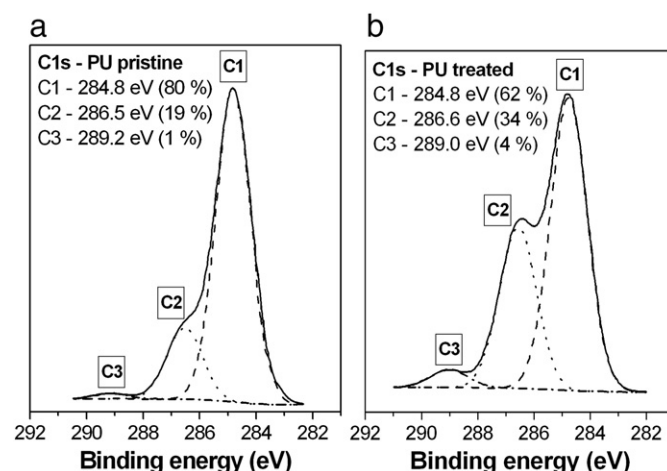 a
C1s - PU pristine
C1 - 284.8 eV (80 %)
C2 - 286.5 eV (19 %)
C3 - 289.2 eV (1 %)
C1
C2
C3
292 290 288 286 284 282
Binding energy (eV)
b
C1s - PU treated
C1 - 284.8 eV (62 %)
C2 - 286.6 eV (34 %)
C3 - 289.0 eV (4 %)
C1
C2
C3
292 290 288 286 284 282
Binding energy (eV)